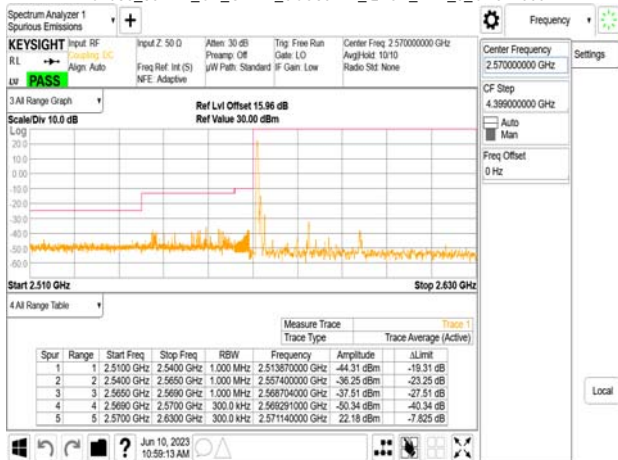 Spectrum Analyzer 1
Spurious Emissions
+
Frequency
KEYSIGHT Input: RF Input Z: 50 Ω Atten: 30 dB Trig: Free Run Center Freq: 2.570000000 GHz
RL Coupling: DC Preamp: Off Gate: LO Avg|Hold: 10/10
Align: Auto Freq Ref: Int (S) µW Path: Standard IF Gain: Low Radio Std: None
NFE: Adaptive
PASS
Center Frequency
2.570000000 GHz
Settings
CF Step
4.399000000 GHz
Auto
Man
Freq Offset
0 Hz
3 All Range Graph
Ref Lvl Offset 15.96 dB
Scale/Div 10.0 dB Ref Value 30.00 dBm
Log
20.0
10.0
0.00
-10.0
-20.0
-30.0
-40.0
-50.0
-60.0
Start 2.510 GHz Stop 2.630 GHz
4 All Range Table
Measure Trace Trace 1
Trace Type Trace Average (Active)
Spur Range Start Freq Stop Freq RBW Frequency Amplitude ΔLimit
1 1 2.5100 GHz 2.5400 GHz 1.000 MHz 2.513870000 GHz -44.31 dBm -19.31 dB
2 2 2.5400 GHz 2.5650 GHz 1.000 MHz 2.557400000 GHz -36.25 dBm -23.25 dB
3 3 2.5650 GHz 2.5690 GHz 1.000 MHz 2.568704000 GHz -37.51 dBm -27.51 dB
4 4 2.5690 GHz 2.5700 GHz 300.0 kHz 2.569291000 GHz -50.34 dBm -40.34 dB
5 5 2.5700 GHz 2.6300 GHz 300.0 kHz 2.571140000 GHz 22.18 dBm -7.825 dB
Local
? Jun 10, 2023
10:59:13 AM